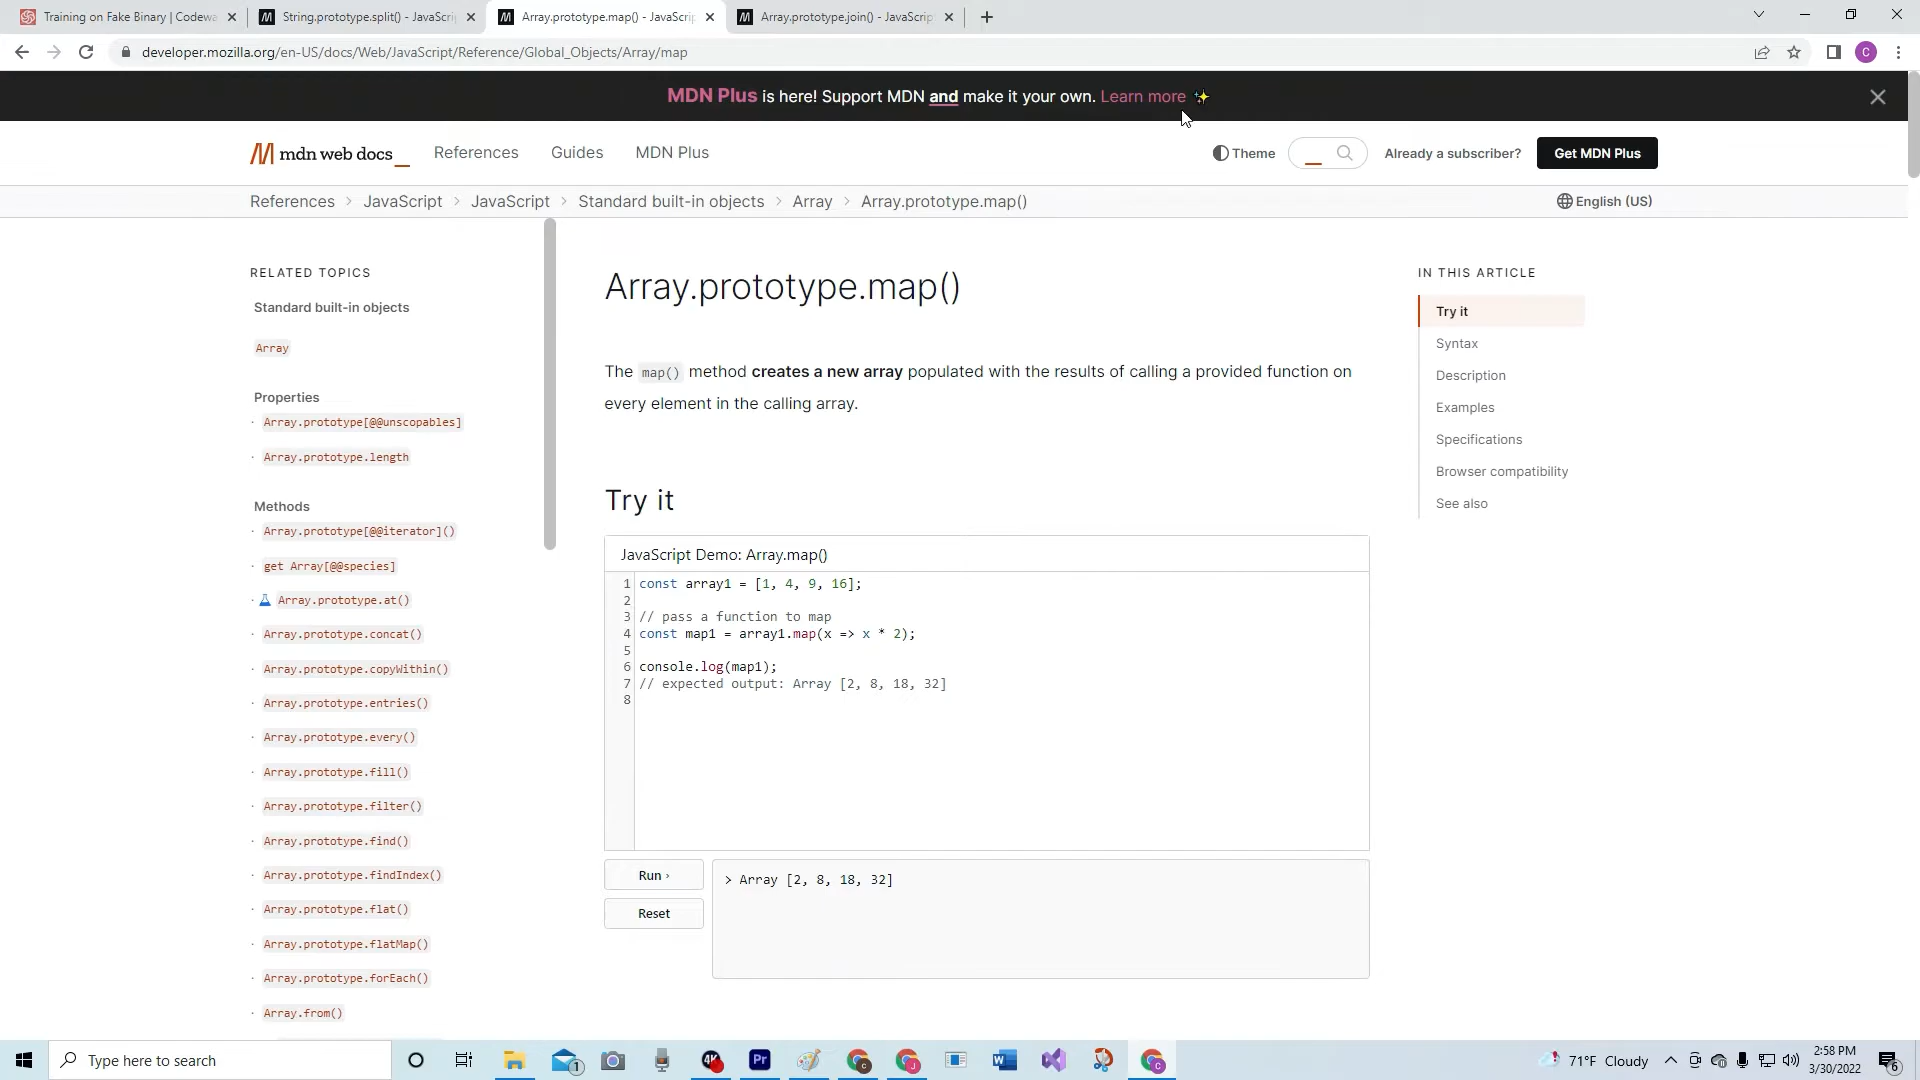 Training on Fake Binary | Codewa
String.prototype.split() - JavaScri
Array.prototype.map() - JavaScrip
Array.prototype.join() - JavaScrip
developer.mozilla.org/en-US/docs/Web/JavaScript/Reference/Global_Objects/Array/map
C
MDN Plus is here! Support MDN and make it your own. Learn more ✨
mdn web docs_
References
Guides
MDN Plus
Theme
Already a subscriber?
Get MDN Plus
References > JavaScript > JavaScript > Standard built-in objects > Array > Array.prototype.map()
English (US)
RELATED TOPICS
Standard built-in objects
Array
Properties
Array.prototype[@@unscopables]
Array.prototype.length
Methods
Array.prototype[@@iterator]()
get Array[@@species]
Array.prototype.at()
Array.prototype.concat()
Array.prototype.copyWithin()
Array.prototype.entries()
Array.prototype.every()
Array.prototype.fill()
Array.prototype.filter()
Array.prototype.find()
Array.prototype.findIndex()
Array.prototype.flat()
Array.prototype.flatMap()
Array.prototype.forEach()
Array.from()
Array.prototype.map()
The map() method creates a new array populated with the results of calling a provided function on
every element in the calling array.
Try it
JavaScript Demo: Array.map()
1 const array1 = [1, 4, 9, 16];
2
3 // pass a function to map
4 const map1 = array1.map(x => x * 2);
5
6 console.log(map1);
7 // expected output: Array [2, 8, 18, 32]
8
Run ›
Reset
> Array [2, 8, 18, 32]
IN THIS ARTICLE
Try it
Syntax
Description
Examples
Specifications
Browser compatibility
See also
Type here to search
1
4K
Pr
71°F Cloudy
2:58 PM
3/30/2022
6